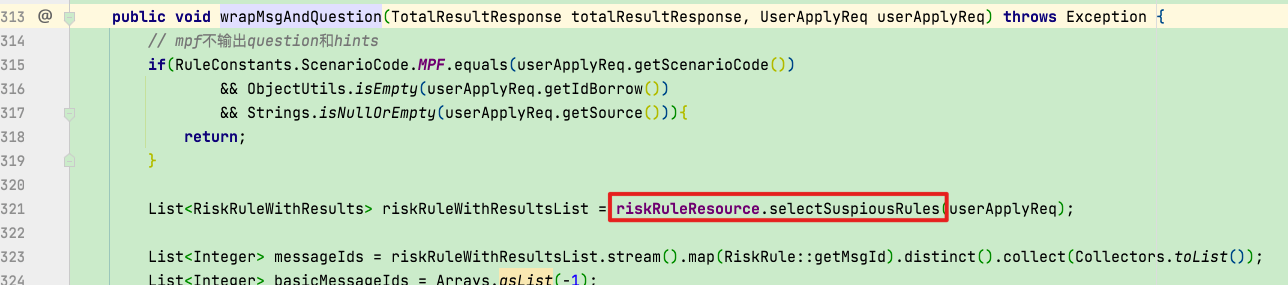 313 @ public void wrapMsgAndQuestion(TotalResultResponse totalResultResponse, UserApplyReq userApplyReq) throws Exception {
314 // mpf不输出question和hints
315 if(RuleConstants.ScenarioCode.MPF.equals(userApplyReq.getScenarioCode())
316 && ObjectUtils.isEmpty(userApplyReq.getIdBorrow())
317 && Strings.isNullOrEmpty(userApplyReq.getSource())){
318 return;
319 }
320
321 List<RiskRuleWithResults> riskRuleWithResultsList = riskRuleResource.selectSuspiousRules(userApplyReq);
322
323 List<Integer> messageIds = riskRuleWithResultsList.stream().map(RiskRule::getMsgId).distinct().collect(Collectors.toList());
324 List<Integer> basicMessageIds = Arrays.asList(-1);